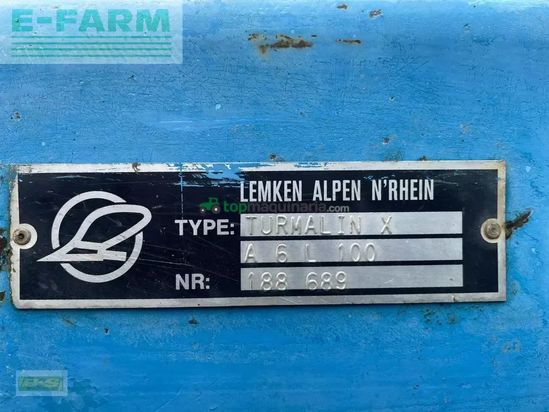 E-FARM
LEMKEN ALPEN N'RHEIN
topmaquinaria.com
TYPE: TURMALIN X
A 6 L 100
NR: 188 689